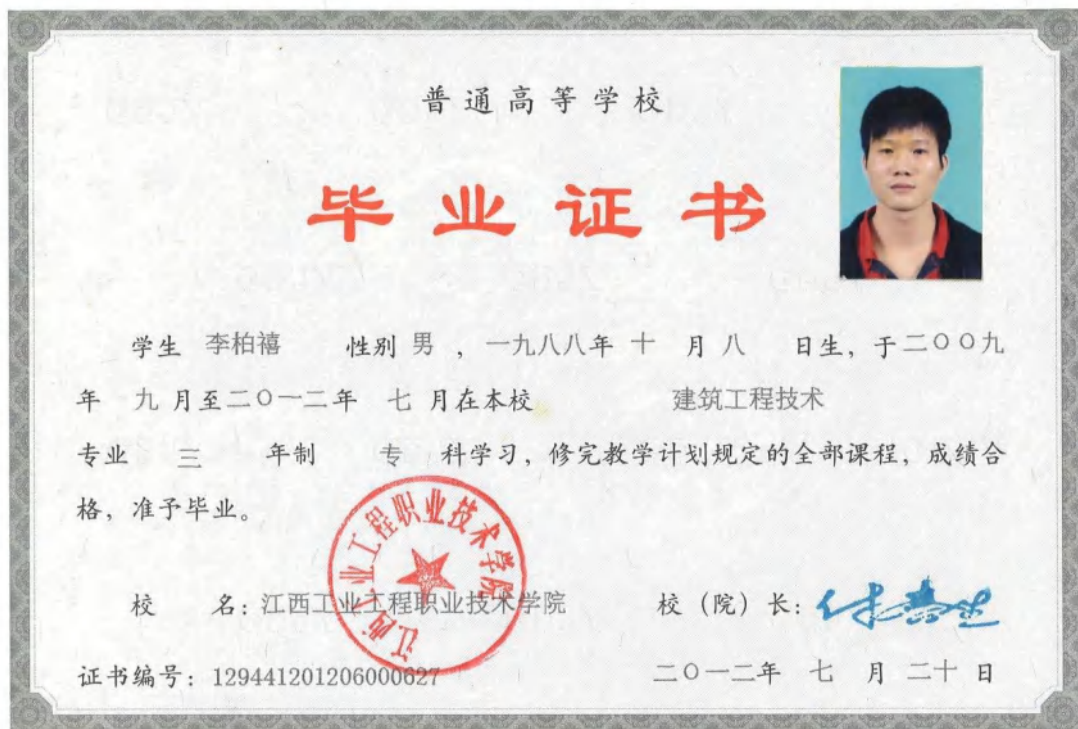 普通高等学校
毕业证书
学生 李柏禧 性别 男 ，一九八八年 十 月 八 日生，于二〇〇九
年 九 月至二〇一二年 七 月在本校 建筑工程技术
专业 三 年制 专 科学习，修完教学计划规定的全部课程，成绩合
格，准予毕业。
江西工业工程职业技术学院
校 名：江西工业工程职业技术学院 校（院）长：
证书编号：129441201206000627 二〇一二年 七 月 二十 日